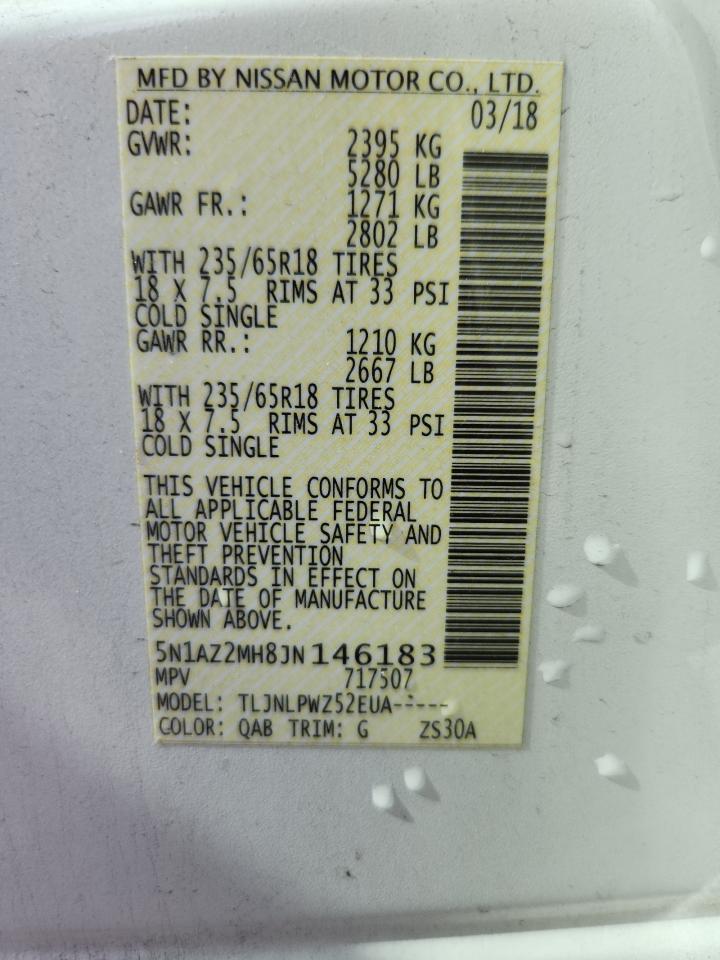 MFD BY NISSAN MOTOR CO., LTD.
DATE: 03/18
GVWR: 2395 KG
5280 LB
GAWR FR.: 1271 KG
2802 LB
WITH 235/65R18 TIRES
18 X 7.5 RIMS AT 33 PSI
COLD SINGLE
GAWR RR.: 1210 KG
2667 LB
WITH 235/65R18 TIRES
18 X 7.5 RIMS AT 33 PSI
COLD SINGLE
THIS VEHICLE CONFORMS TO
ALL APPLICABLE FEDERAL
MOTOR VEHICLE SAFETY AND
THEFT PREVENTION
STANDARDS IN EFFECT ON
THE DATE OF MANUFACTURE
SHOWN ABOVE.
5N1AZ2MH8JN146183
MPV 717507
MODEL: TLJNLPWZ52EUA-----
COLOR: QAB TRIM: G ZS30A